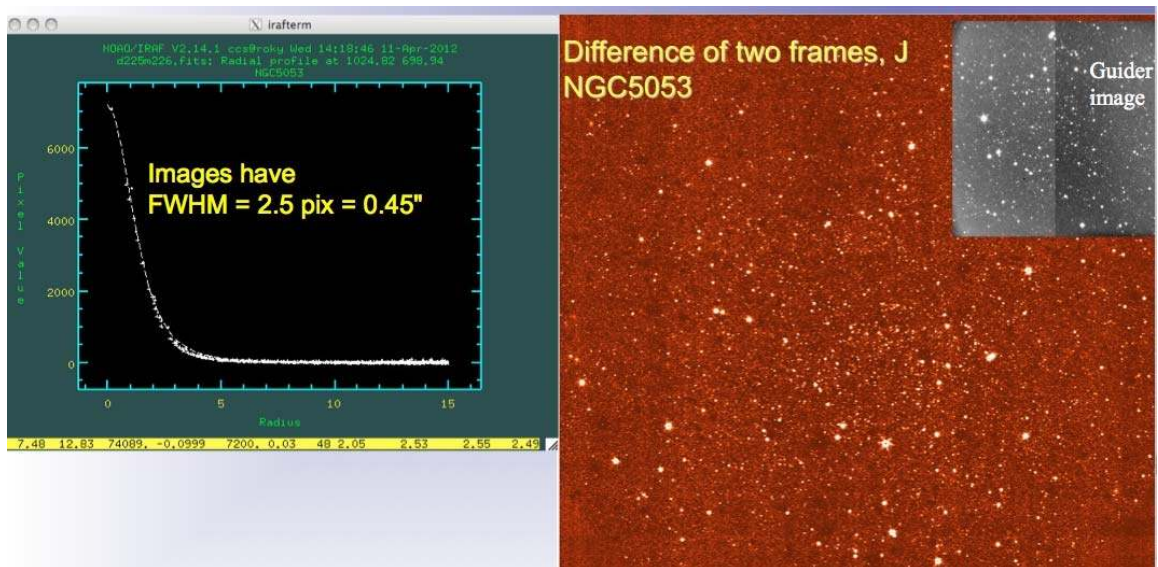 irafterm
NOAO/IRAF V2.14.1 ccs@roky Wed 14:18:46 11-Apr-2012
d225m226.fits: Radial profile at 1024.82 698.94
NGC5053
Images have
FWHM = 2.5 pix = 0.45"
Pixel Value
6000
4000
2000
0
0 5 10 15
Radius
7.48 12.83 74089. -0.0999 7200. 0.03 48 2.05 2.53 2.55 2.49
Difference of two frames, J
NGC5053
Guider
image